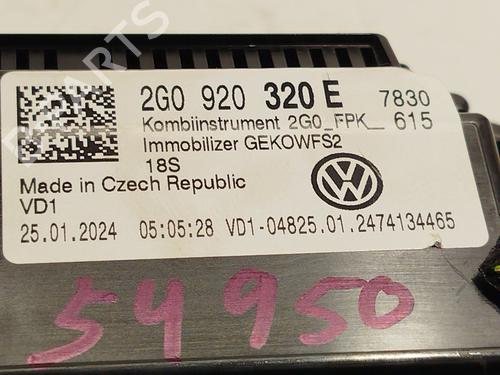 PARTS
2G0 920 320 E 7830
Kombiinstrument 2G0_FPK_ 615
Immobilizer GEKOWFS2
18S
Made in Czech Republic
VD1
25.01.2024 05:05:28 VD1-04825.01.2474134465
54950